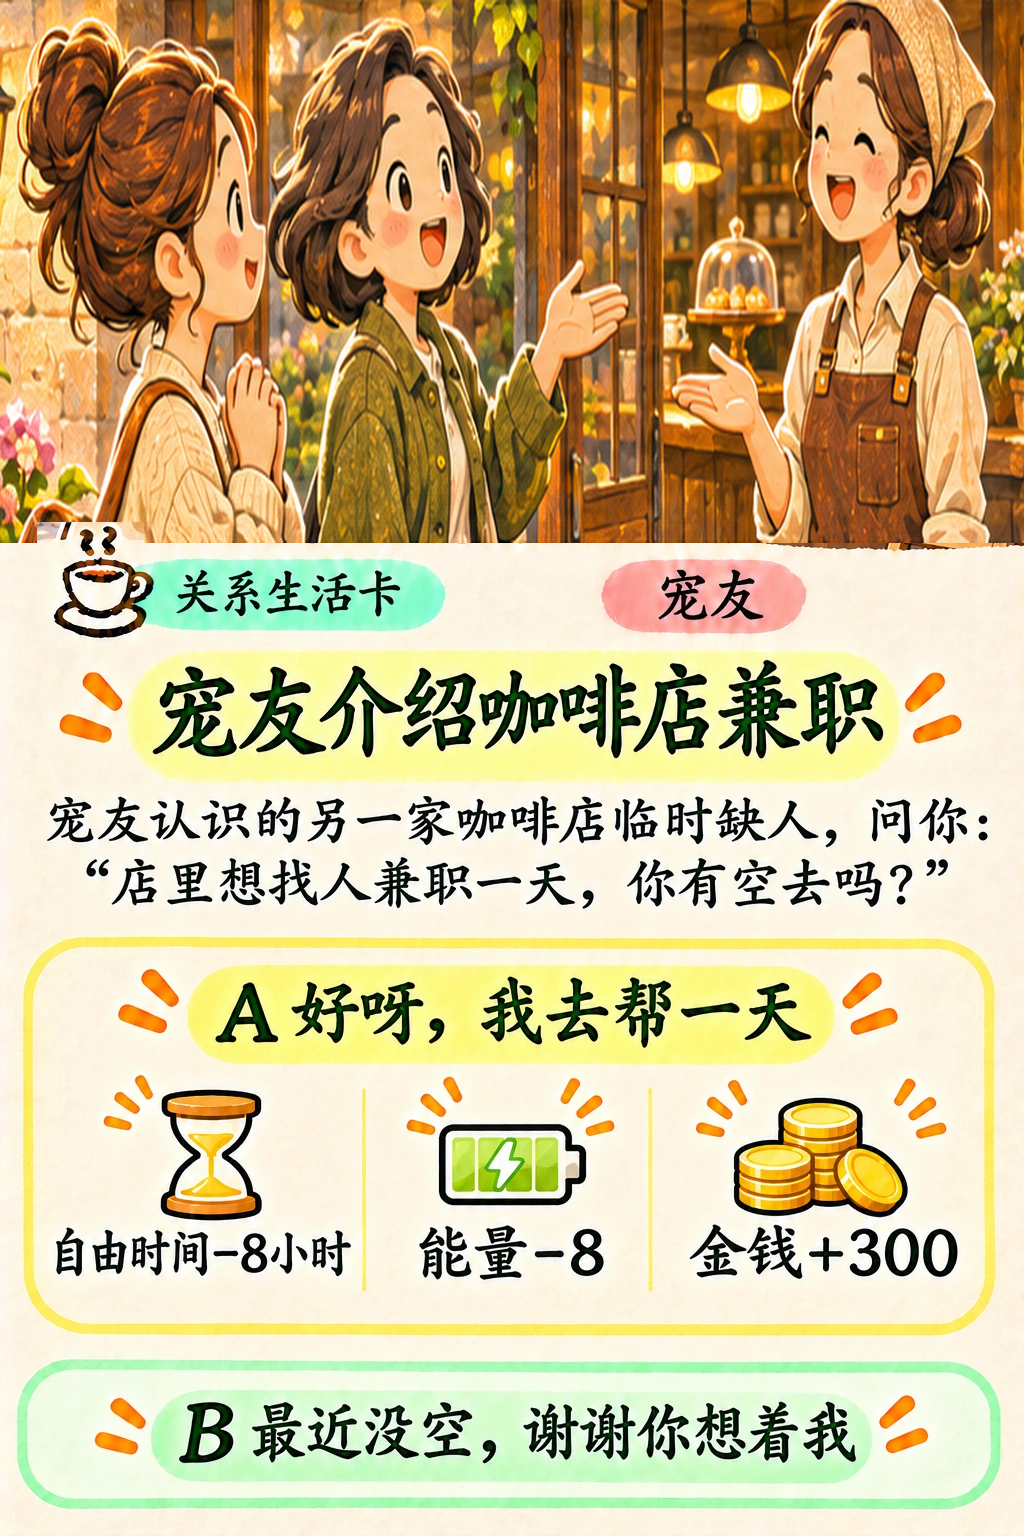 关系生活卡
宠友
宠友介绍咖啡店兼职
宠友认识的另一家咖啡店临时缺人，问你：
“店里想找人兼职一天，你有空去吗？”
A 好呀，我去帮一天
自由时间-8小时
能量-8
金钱+300
B 最近没空，谢谢你想着我